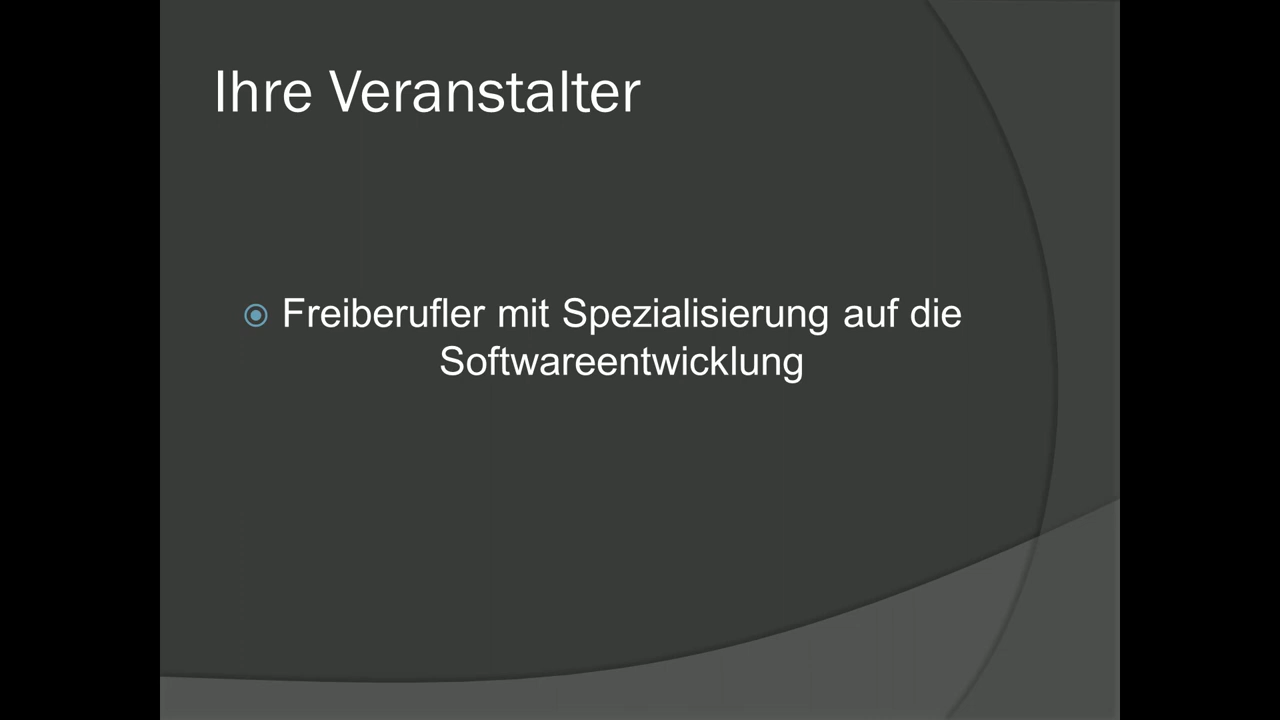 Ihre Veranstalter
Freiberufler mit Spezialisierung auf die
Softwareentwicklung